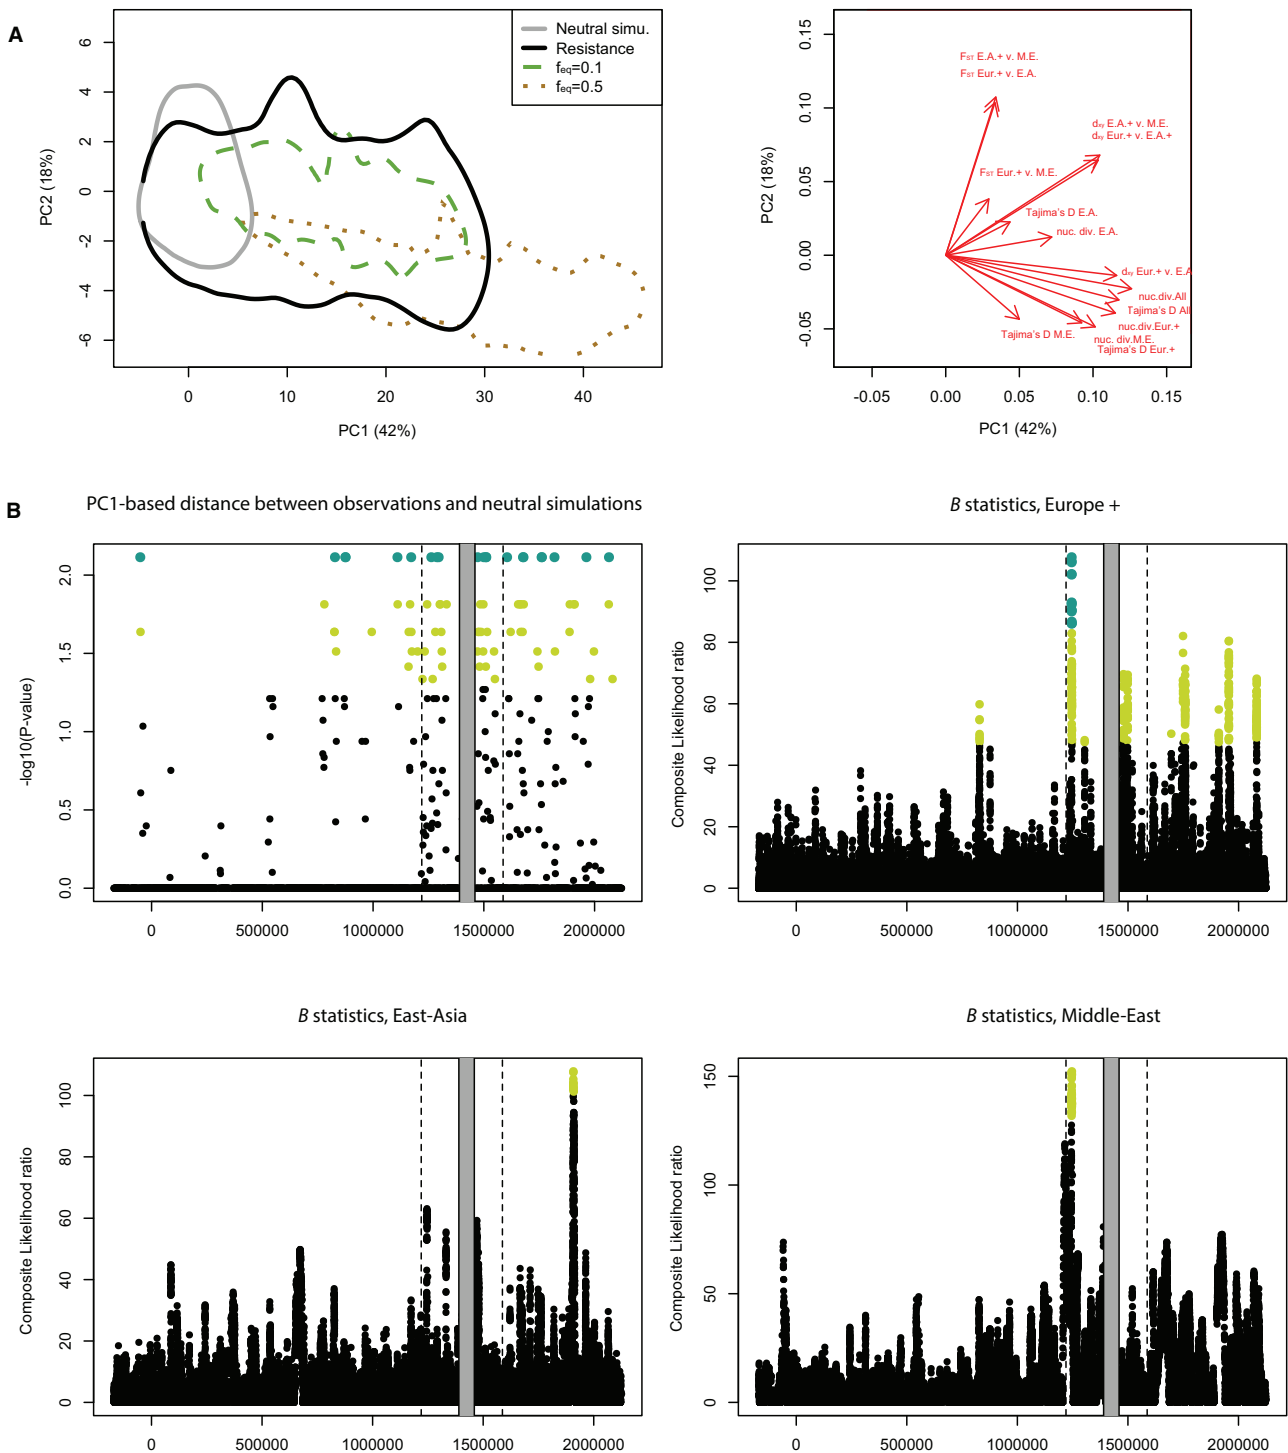 A
6
4
2
0
-2
-4
-6
PC2 (18%)
Neutral simu.
Resistance
feq=0.1
feq=0.5
0
10
20
30
40
PC1 (42%)
0.15
0.10
0.05
0.00
-0.05
PC2 (18%)
FST E.A.+ v. M.E.
FST Eur.+ v. E.A.
dxy E.A.+ v. M.E.
dxy Eur.+ v. E.A.+
FST Eur.+ v. M.E.
Tajima's D E.A.
nuc. div. E.A.
dxy Eur.+ v. E.A
nuc.div.All
Tajima's D All
nuc.div.Eur.+
Tajima's D M.E.
nuc. div.M.E.
Tajima's D Eur.+
-0.05
0.00
0.05
0.10
0.15
PC1 (42%)
B
PC1-based distance between observations and neutral simulations
2.0
1.5
1.0
0.5
0.0
-log10(P-value)
0
500000
1000000
1500000
2000000
B statistics, Europe +
100
80
60
40
20
0
Composite Likelihood ratio
0
500000
1000000
1500000
2000000
B statistics, East-Asia
100
80
60
40
20
0
Composite Likelihood ratio
0
500000
1000000
1500000
2000000
B statistics, Middle-East
150
100
50
0
Composite Likelihood ratio
0
500000
1000000
1500000
2000000